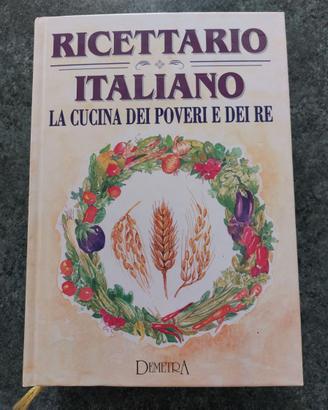 RICETTARIO
ITALIANO
LA CUCINA DEI POVERI E DEI RE
DEMETRA